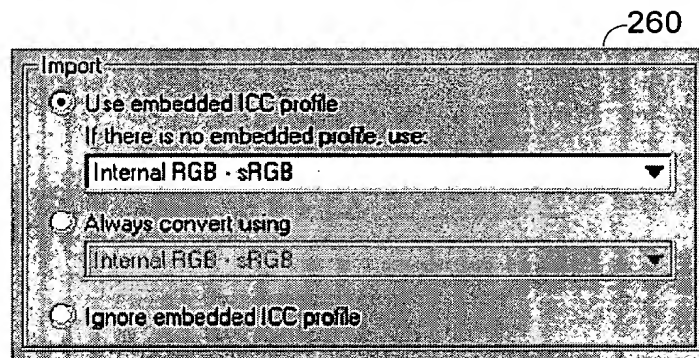 260
Import
Use embedded ICC profile
If there is no embedded profile, use:
Internal RGB - sRGB
Always convert using
Internal RGB - sRGB
Ignore embedded ICC profile